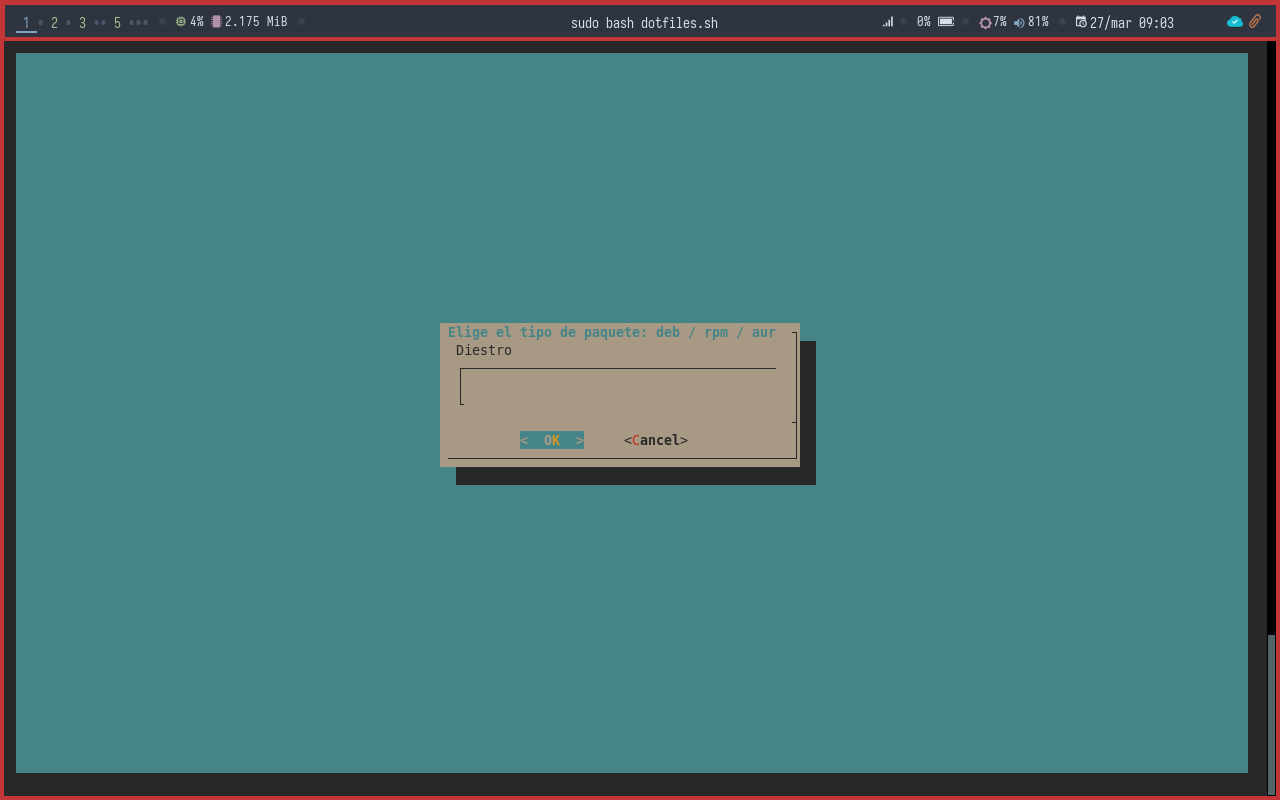 1 2 3 5 4% 2.175 MiB sudo bash dotfiles.sh 0% 7% 81% 27/mar 09:03
Elige el tipo de paquete: deb / rpm / aur
Diestro
< OK > <Cancel>